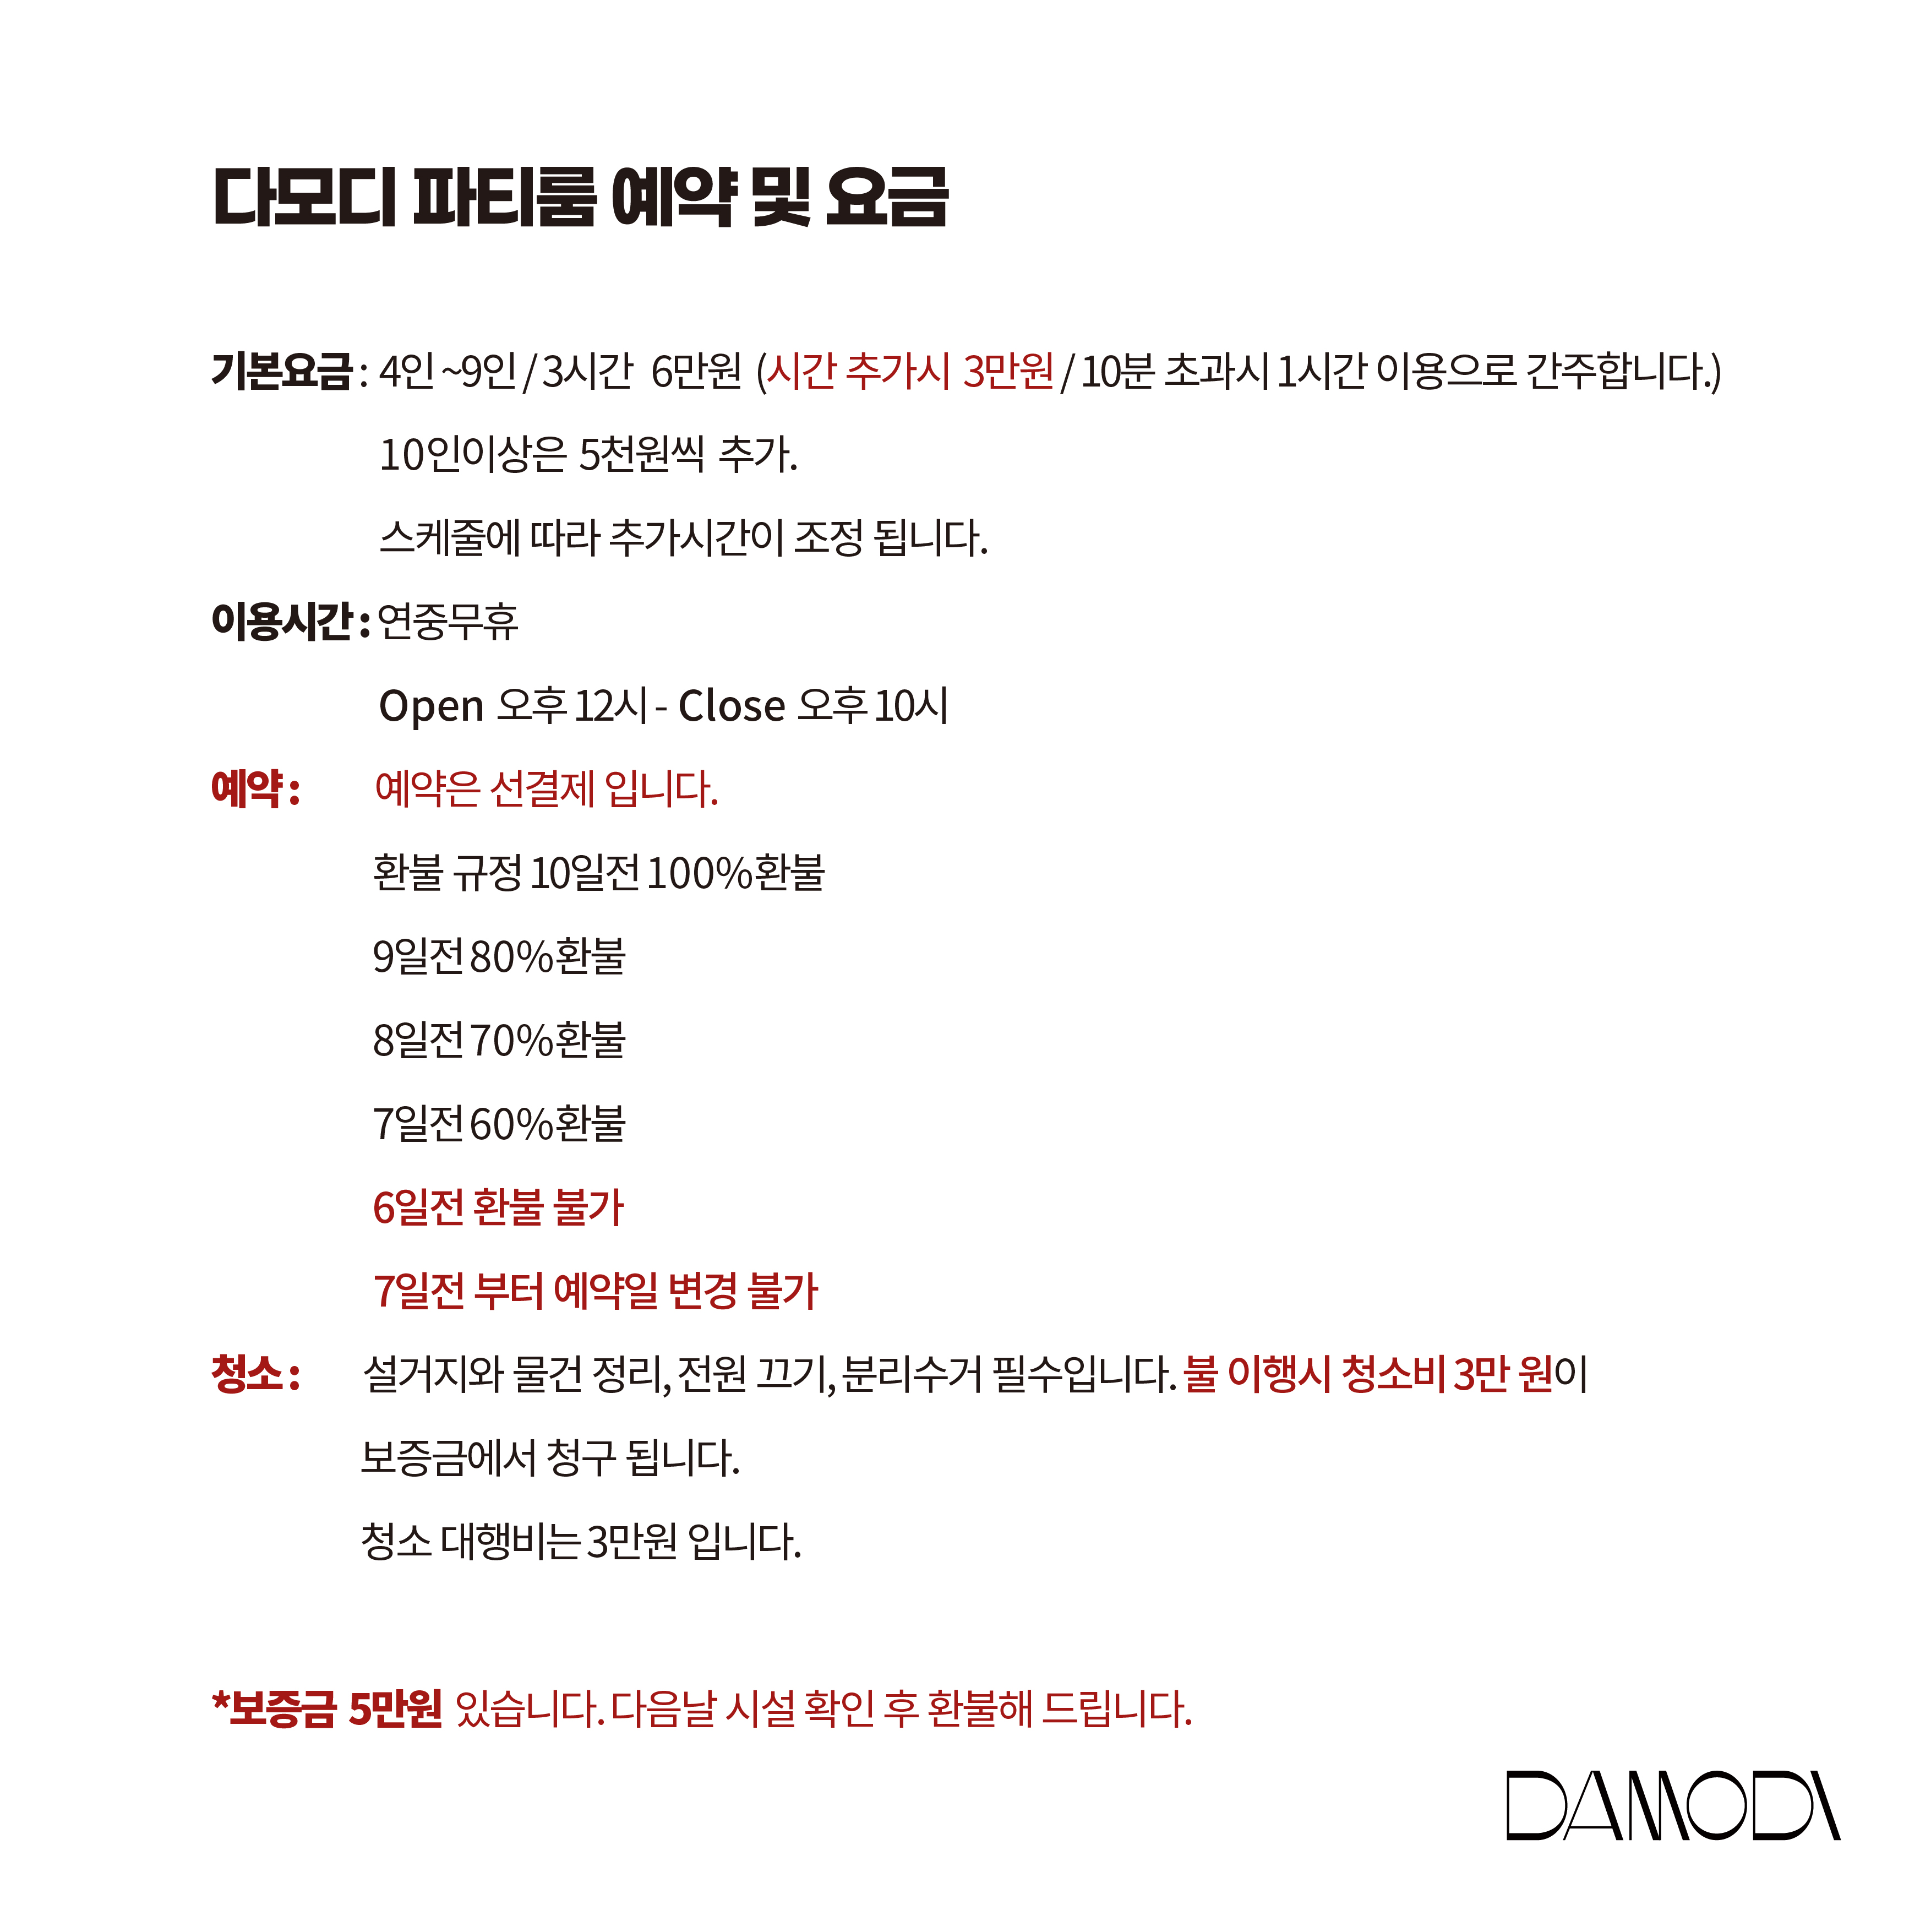 다모디 파티룸 예약 및 요금
기본요금 : 4인 ~9인 / 3시간 6만원 (시간 추가시 3만원 / 10분 초과시 1시간 이용으로 간주합니다.)
10인이상은 5천원씩 추가.
스케줄에 따라 추가시간이 조정 됩니다.
이용시간 : 연중무휴
Open 오후 12시 - Close 오후 10시
예약 : 예약은 선결제 입니다.
환불 규정 10일전 100%환불
9일전 80%환불
8일전 70%환불
7일전 60%환불
6일전 환불 불가
7일전 부터 예약일 변경 불가
청소 : 설거지와 물건 정리, 전원 끄기, 분리수거 필수입니다. 불 이행시 청소비 3만 원이
보증금에서 청구 됩니다.
청소 대행비는 3만원 입니다.
*보증금 5만원 있습니다. 다음날 시설 확인 후 환불해 드립니다.
DAMODI